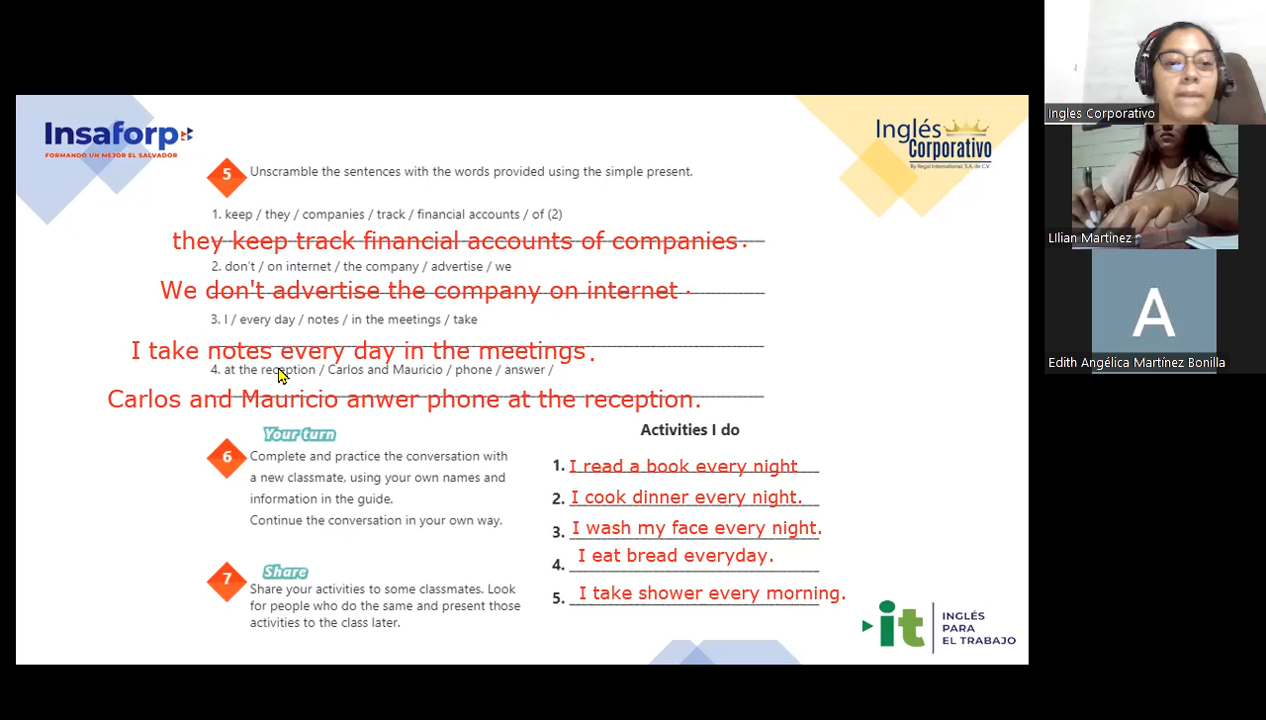 Insaforp
FORMANDO UN MEJOR EL SALVADOR
Inglés
Corporativo
By Regal International, S.A. de C.V.
5 Unscramble the sentences with the words provided using the simple present.
1. keep / they / companies / track / financial accounts / of (2)
they keep track financial accounts of companies.
2. don't / on internet / the company / advertise / we
We don't advertise the company on internet .
3. I / every day / notes / in the meetings / take
I take notes every day in the meetings.
4. at the reception / Carlos and Mauricio / phone / answer /
Carlos and Mauricio anwer phone at the reception.
Your turn
6 Complete and practice the conversation with
a new classmate, using your own names and
information in the guide.
Continue the conversation in your own way.
Share
7 Share your activities to some classmates. Look
for people who do the same and present those
activities to the class later.
Activities I do
1. I read a book every night
2. I cook dinner every night.
3. I wash my face every night.
4. I eat bread everyday.
5. I take shower every morning.
it
INGLÉS
PARA
EL TRABAJO
Ingles Corporativo
LIlian Martinez
A
Edith Angélica Martínez Bonilla